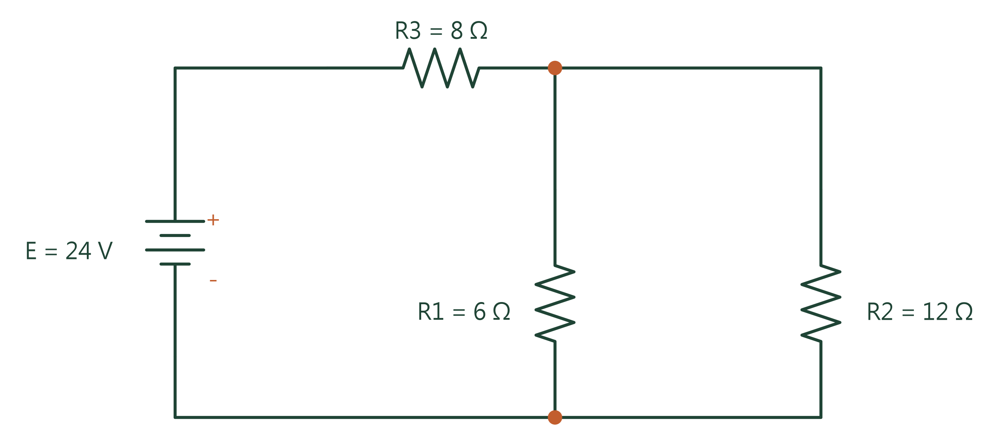 R3 = 8 Ω
+
E = 24 V
-
R1 = 6 Ω
R2 = 12 Ω